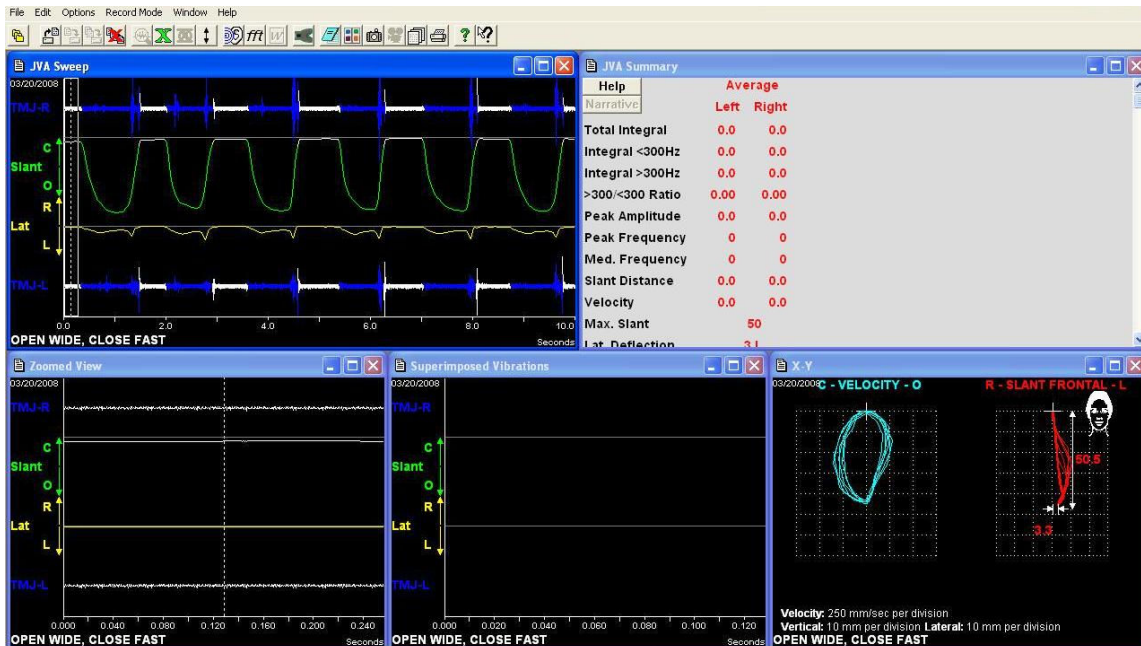 File Edit Options Record Mode Window Help
fft W ? ?
JVA Sweep
03/20/2008
TMJ-R
C
Slant
O
R
Lat
L
TMJ-L
0.0 2.0 4.0 6.0 8.0 10.0
OPEN WIDE, CLOSE FAST Seconds
JVA Summary
Help Average
Narrative Left Right
Total Integral 0.0 0.0
Integral <300Hz 0.0 0.0
Integral >300Hz 0.0 0.0
>300/<300 Ratio 0.00 0.00
Peak Amplitude 0.0 0.0
Peak Frequency 0 0
Med. Frequency 0 0
Slant Distance 0.0 0.0
Velocity 0.0 0.0
Max. Slant 50
Lat. Deflection 3 L
Zoomed View
03/20/2008
TMJ-R
C
Slant
O
R
Lat
L
TMJ-L
0.000 0.040 0.080 0.120 0.160 0.200 0.240
OPEN WIDE, CLOSE FAST Seconds
Superimposed Vibrations
03/20/2008
TMJ-R
C
Slant
O
R
Lat
L
TMJ-L
0.000 0.020 0.040 0.060 0.080 0.100 0.120
OPEN WIDE, CLOSE FAST Seconds
X-Y
03/20/2008 C - VELOCITY - O R - SLANT FRONTAL - L
50.5
3.3
Velocity: 250 mm/sec per division
Vertical: 10 mm per division Lateral: 10 mm per division
OPEN WIDE, CLOSE FAST